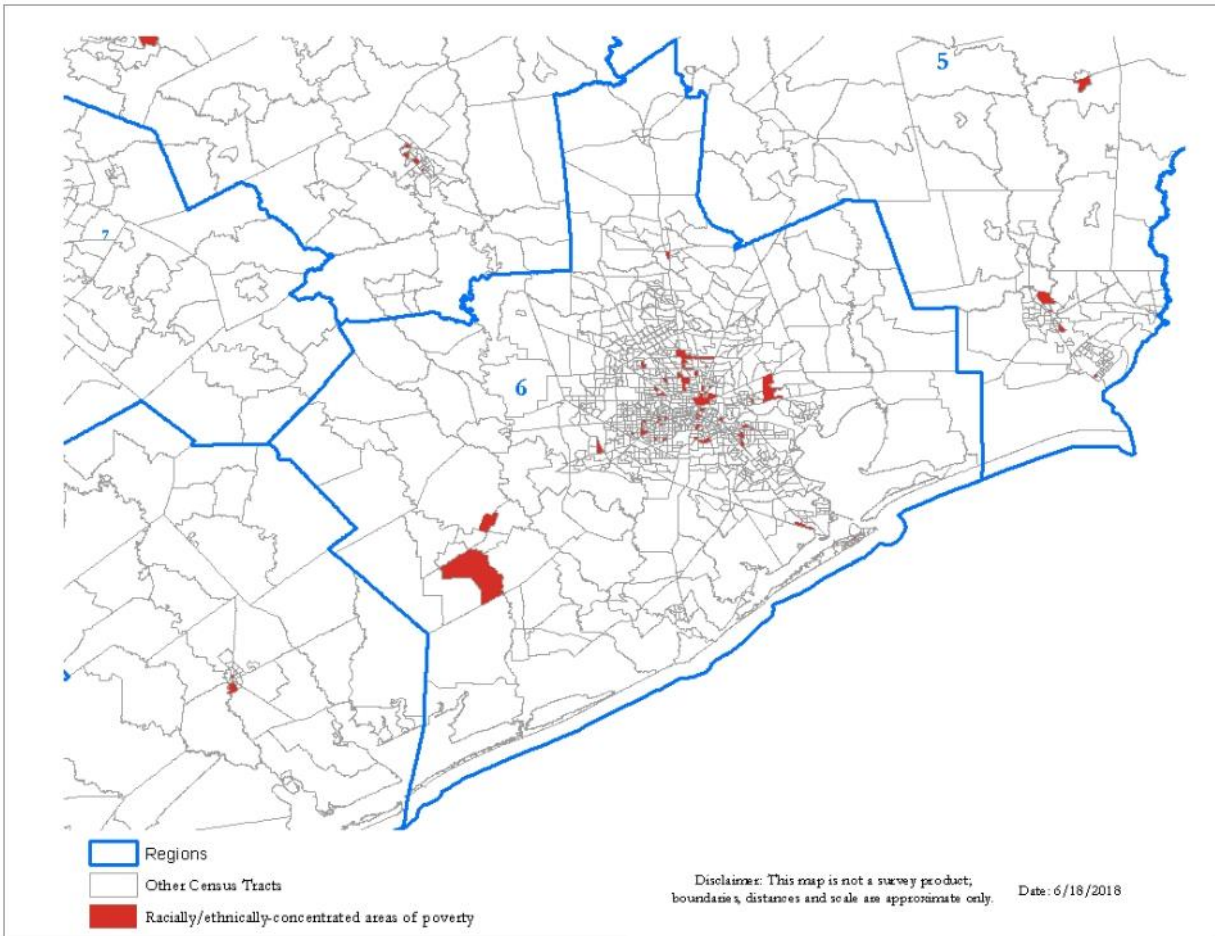 5
7
6
Regions
Other Census Tracts
Racially/ethnically-concentrated areas of poverty
Disclaimer: This map is not a survey product;
boundaries, distances and scale are approximate only.
Date: 6/18/2018